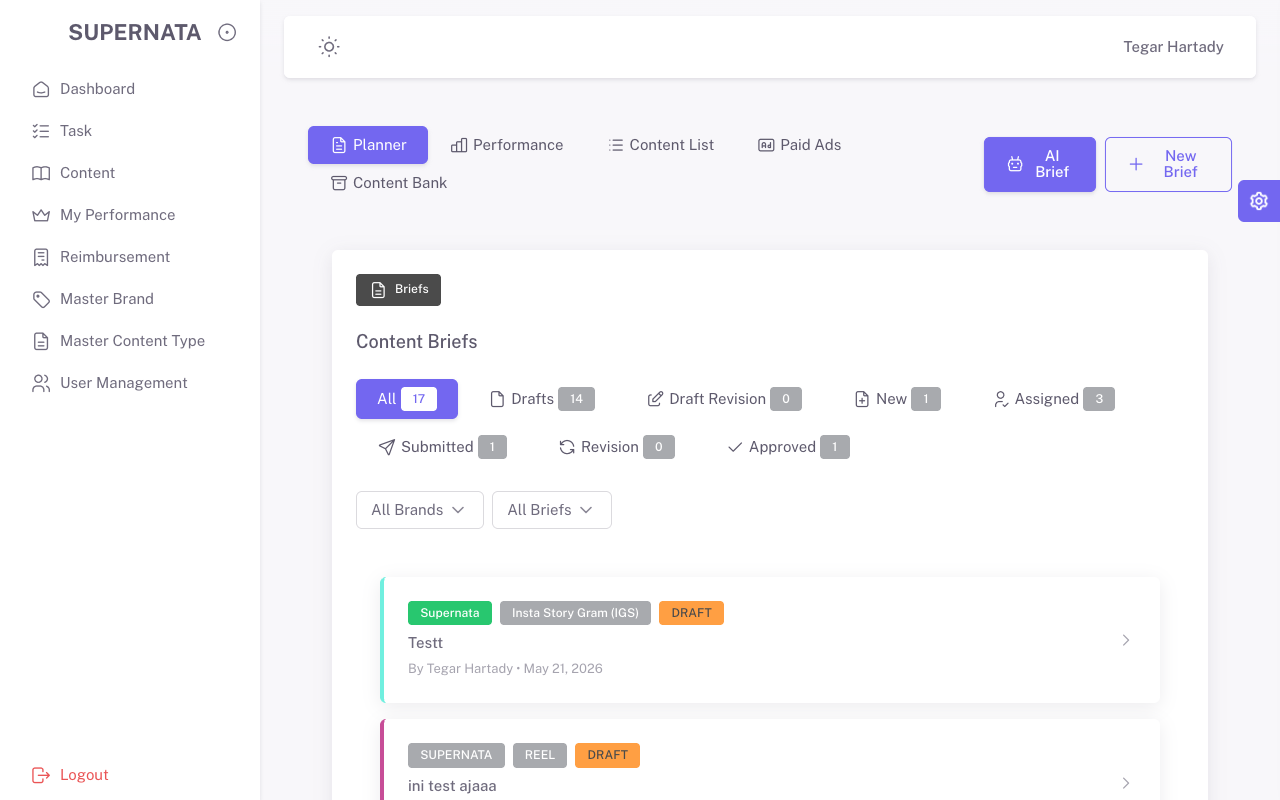 SUPERNATA
Dashboard
Task
Content
My Performance
Reimbursement
Master Brand
Master Content Type
User Management
Logout
Tegar Hartady
Planner
Performance
Content List
Paid Ads
Content Bank
AI
Brief
New
Brief
Briefs
Content Briefs
All 17
Drafts 14
Draft Revision 0
New 1
Assigned 3
Submitted 1
Revision 0
Approved 1
All Brands
All Briefs
Supernata
Insta Story Gram (IGS)
DRAFT
Testt
By Tegar Hartady • May 21, 2026
SUPERNATA
REEL
DRAFT
ini test ajaaa